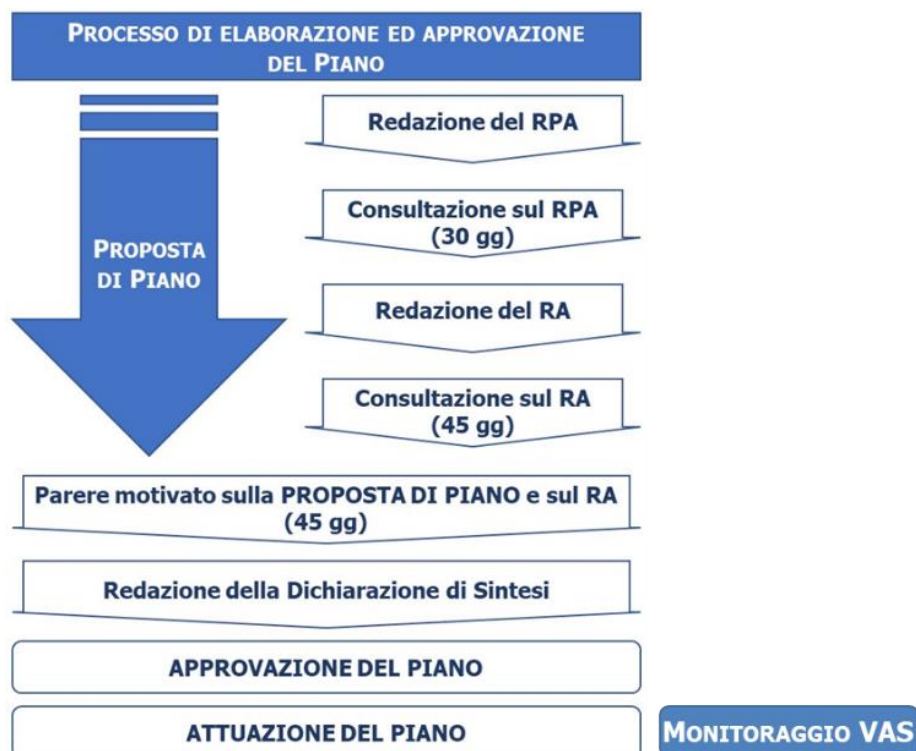 PROCESSO DI ELABORAZIONE ED APPROVAZIONE
DEL PIANO
PROPOSTA
DI PIANO
Redazione del RPA
Consultazione sul RPA
(30 gg)
Redazione del RA
Consultazione sul RA
(45 gg)
Parere motivato sulla PROPOSTA DI PIANO e sul RA
(45 gg)
Redazione della Dichiarazione di Sintesi
APPROVAZIONE DEL PIANO
ATTUAZIONE DEL PIANO
MONITORAGGIO VAS